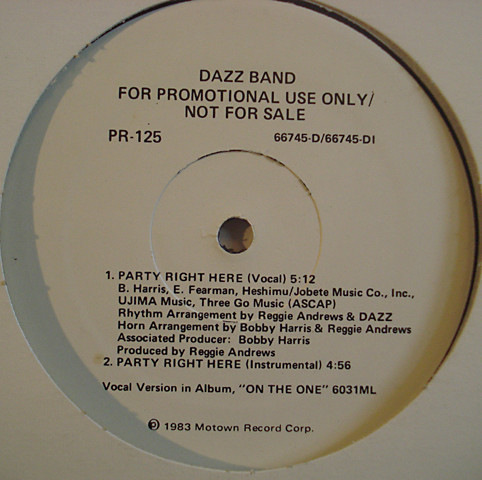 DAZZ BAND
FOR PROMOTIONAL USE ONLY/
NOT FOR SALE
PR-125 66745-D/66745-DI
1. PARTY RIGHT HERE (Vocal) 5:12
B. Harris, E. Fearman, Heshimu/Jobete Music Co., Inc.,
UJIMA Music, Three Go Music (ASCAP)
Rhythm Arrangement by Reggie Andrews & DAZZ
Horn Arrangement by Bobby Harris & Reggie Andrews
Associated Producer: Bobby Harris
Produced by Reggie Andrews
2. PARTY RIGHT HERE (Instrumental) 4:56
Vocal Version in Album, "ON THE ONE" 6031ML
℗ 1983 Motown Record Corp.